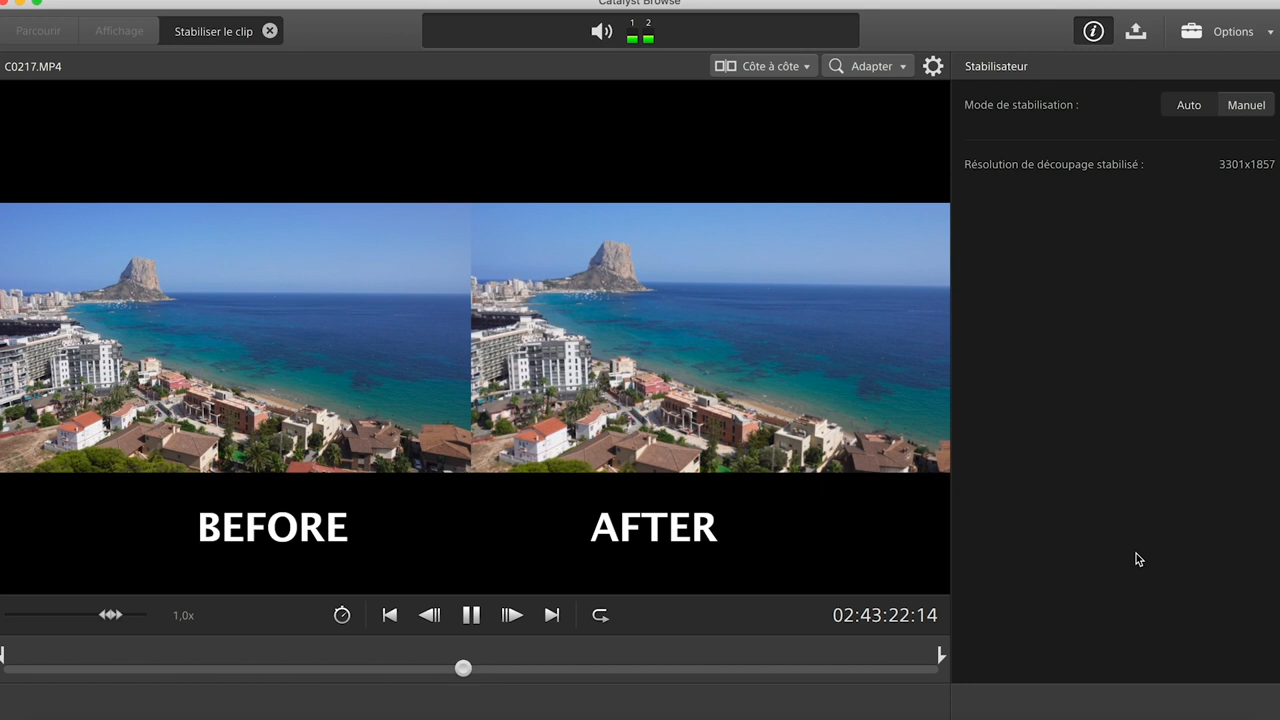 Catalyst Browse
Parcourir Affichage Stabiliser le clip 1 2 Options
C0217.MP4 Côte à côte Adapter Stabilisateur
Mode de stabilisation : Auto Manuel
Résolution de découpage stabilisé : 3301x1857
BEFORE AFTER
1,0x 02:43:22:14